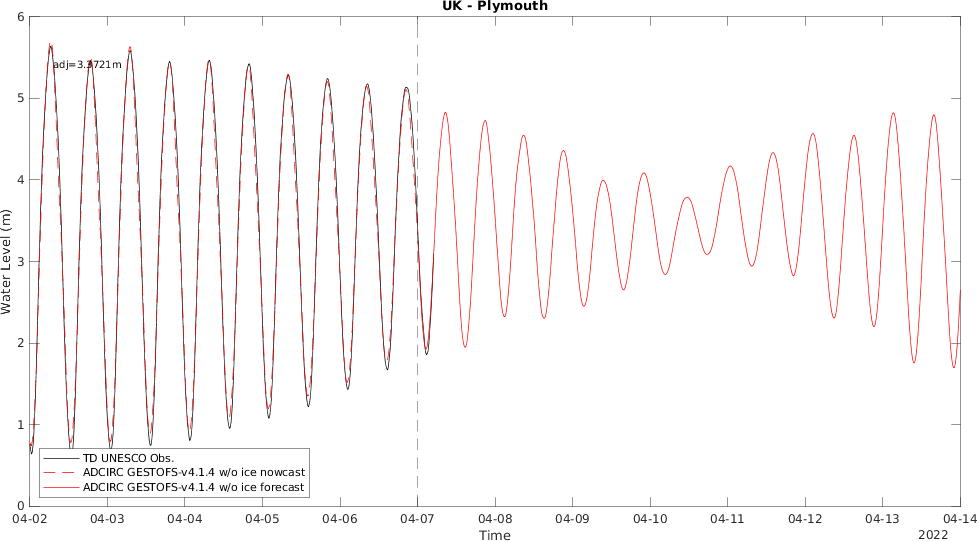 UK - Plymouth
6
5
4
3
2
1
0
Water Level (m)
adj=3.3721m
TD UNESCO Obs.
ADCIRC GESTOFS-v4.1.4 w/o ice nowcast
ADCIRC GESTOFS-v4.1.4 w/o ice forecast
04-02 04-03 04-04 04-05 04-06 04-07 04-08 04-09 04-10 04-11 04-12 04-13 04-14
Time
2022